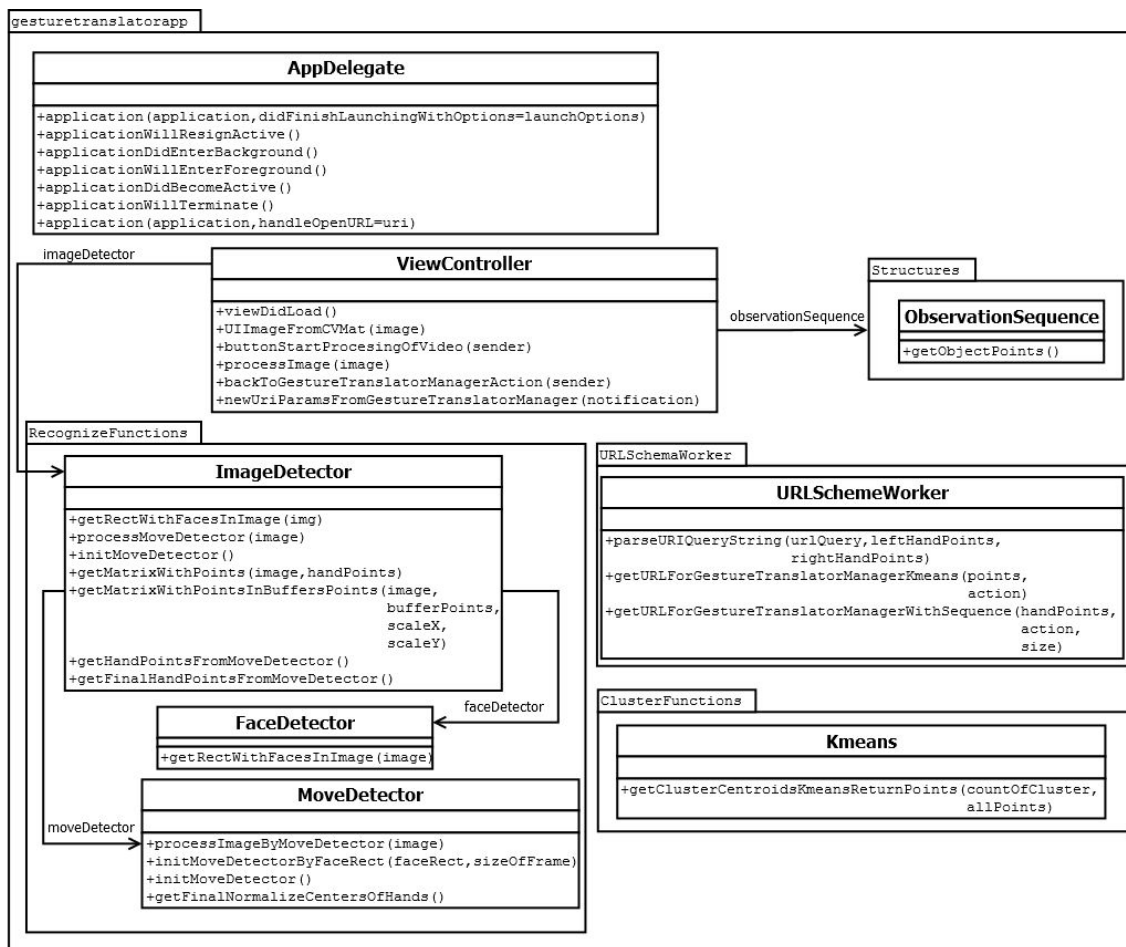 gesturetranslatorapp
AppDelegate
+application(application,didFinishLaunchingWithOptions=launchOptions)
+applicationWillResignActive()
+applicationDidEnterBackground()
+applicationWillEnterForeground()
+applicationDidBecomeActive()
+applicationWillTerminate()
+application(application,handleOpenURL=uri)
imageDetector
ViewController
+viewDidLoad()
+UIImageFromCVMat(image)
+buttonStartProcesingOfVideo(sender)
+processImage(image)
+backToGestureTranslatorManagerAction(sender)
+newUriParamsFromGestureTranslatorManager(notification)
observationSequence
Structures
ObservationSequence
+getObjectPoints()
RecognizeFunctions
ImageDetector
+getRectWithFacesInImage(img)
+processMoveDetector(image)
+initMoveDetector()
+getMatrixWithPoints(image,handPoints)
+getMatrixWithPointsInBuffersPoints(image,
bufferPoints,
scaleX,
scaleY)
+getHandPointsFromMoveDetector()
+getFinalHandPointsFromMoveDetector()
faceDetector
FaceDetector
+getRectWithFacesInImage(image)
moveDetector
MoveDetector
+processImageByMoveDetector(image)
+initMoveDetectorByFaceRect(faceRect,sizeOfFrame)
+initMoveDetector()
+getFinalNormalizeCentersOfHands()
URLSchemaWorker
URLSchemeWorker
+parseURIQueryString(urlQuery,leftHandPoints,
rightHandPoints)
+getURLForGestureTranslatorManagerKmeans(points,
action)
+getURLForGestureTranslatorManagerWithSequence(handPoints,
action,
size)
ClusterFunctions
Kmeans
+getClusterCentroidsKmeansReturnPoints(countOfCluster,
allPoints)